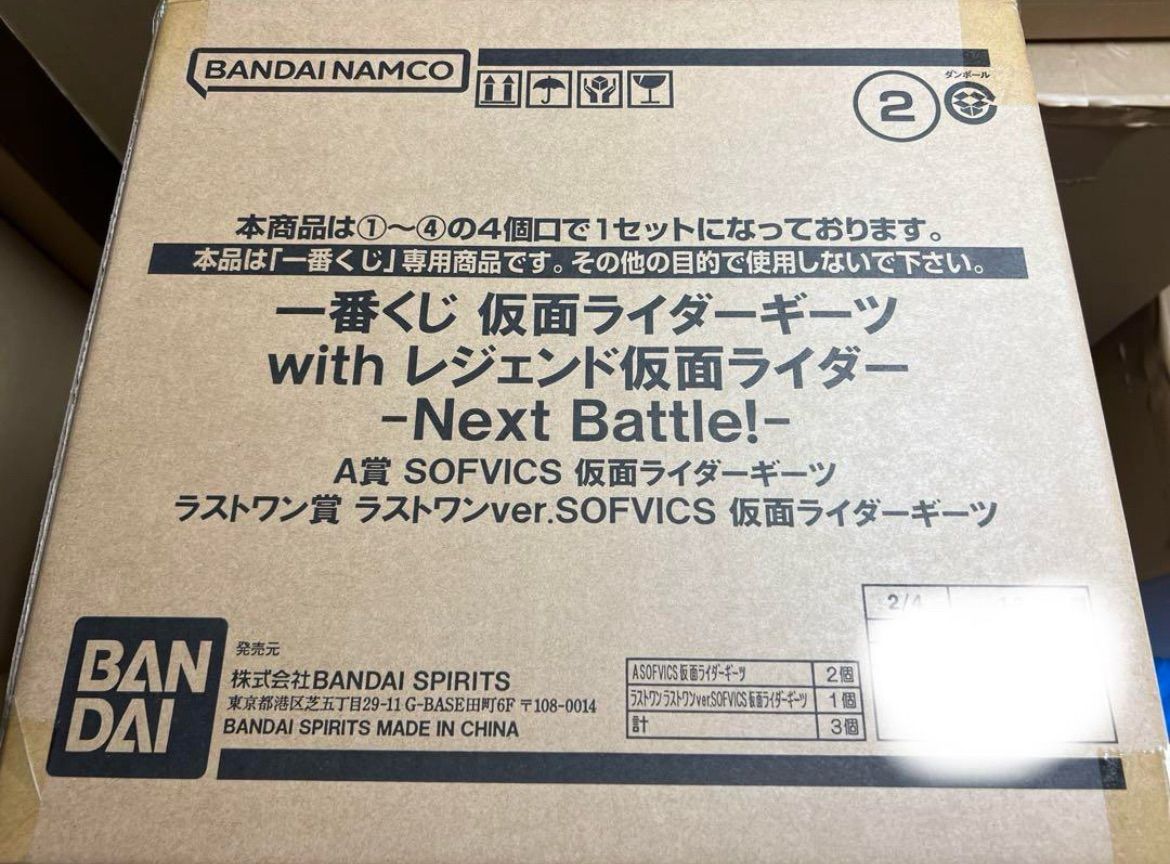 BANDAI NAMCO
2
ダンボール
本商品は①〜④の4個口で1セットになっております。
本品は「一番くじ」専用商品です。その他の目的で使用しないで下さい。
一番くじ 仮面ライダーギーツ
with レジェンド仮面ライダー
-Next Battle!-
A賞 SOFVICS 仮面ライダーギーツ
ラストワン賞 ラストワンver.SOFVICS 仮面ライダーギーツ
2/4
BAN
DAI
発売元
株式会社BANDAI SPIRITS
東京都港区芝五丁目29-11 G-BASE田町6F 〒108-0014
BANDAI SPIRITS MADE IN CHINA
A SOFVICS 仮面ライダーギーツ 2個
ラストワン ラストワンver.SOFVICS 仮面ライダーギーツ 1個
計 3個